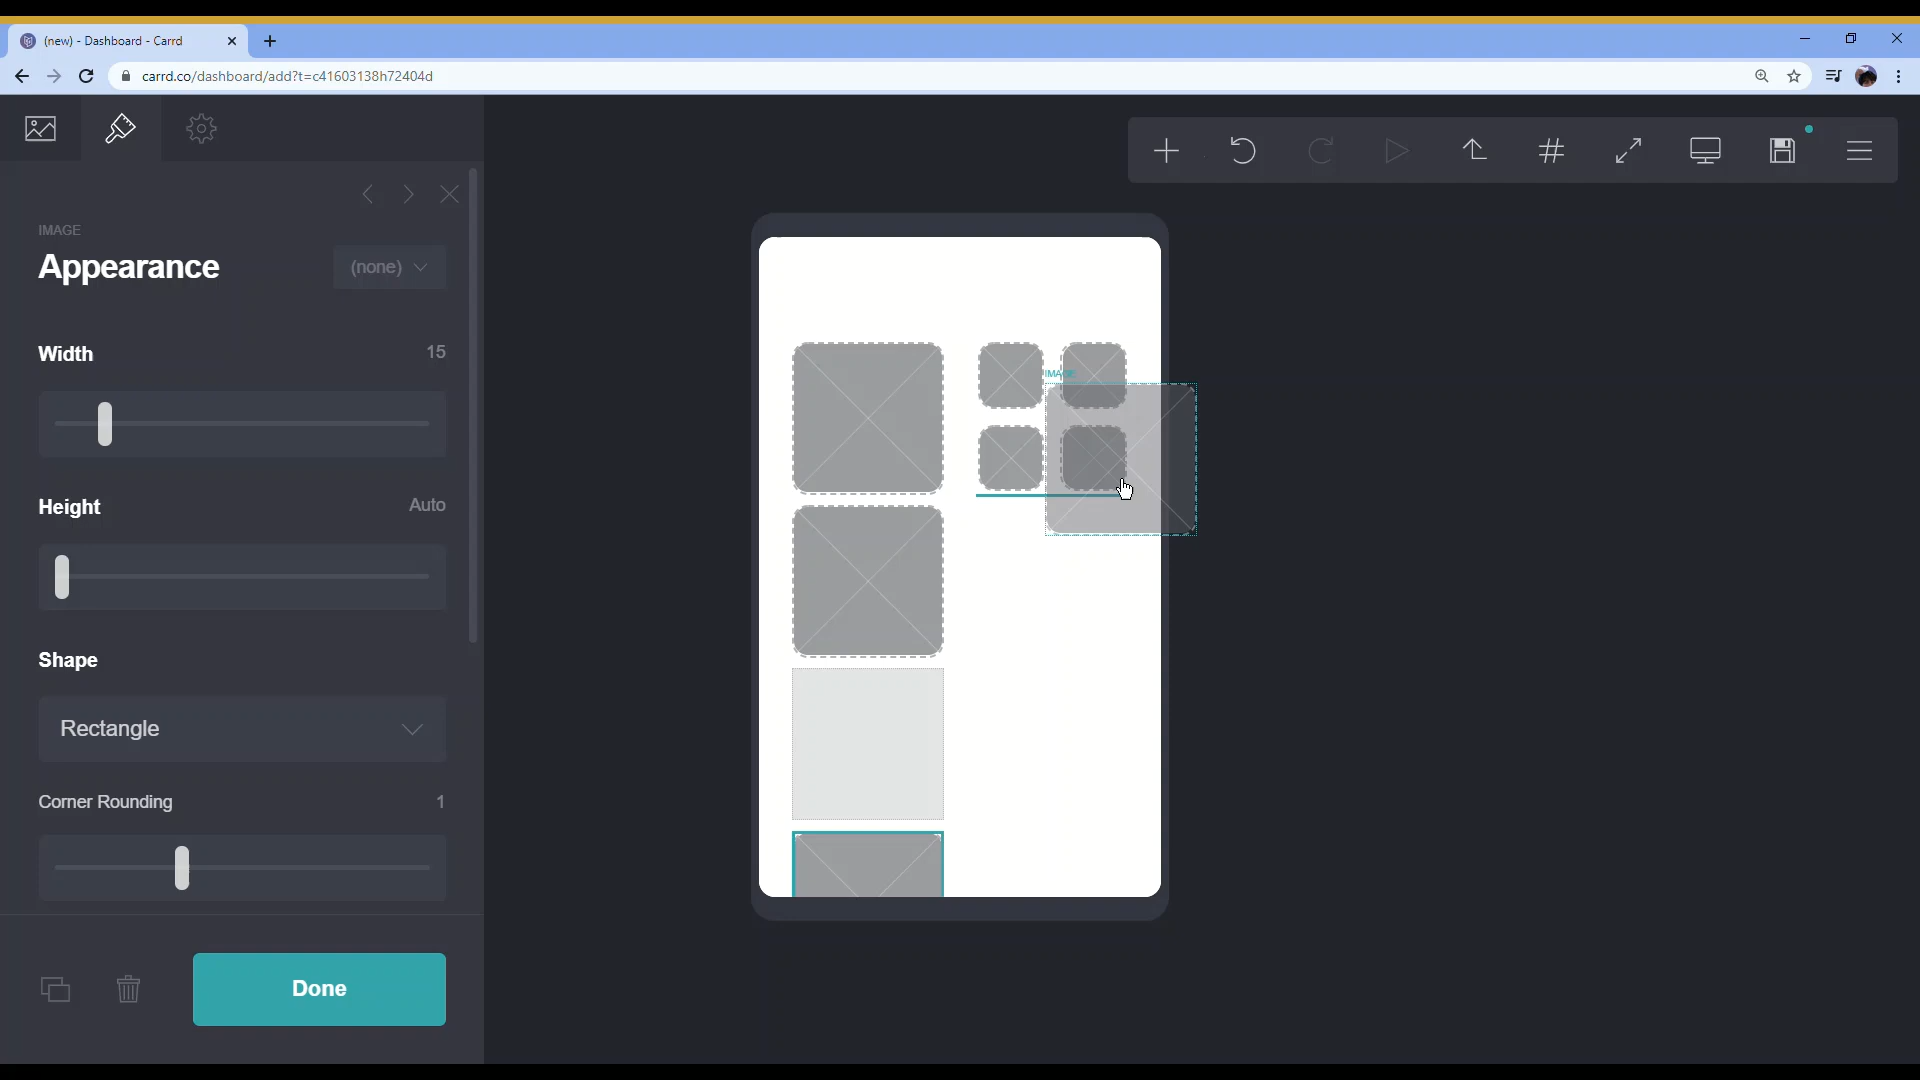 (new) - Dashboard - Carrd
carrd.co/dashboard/add?t=c41603138h72404d
IMAGE
Appearance
(none)
Width
15
Height
Auto
Shape
Rectangle
Corner Rounding
1
Done
IMAGE